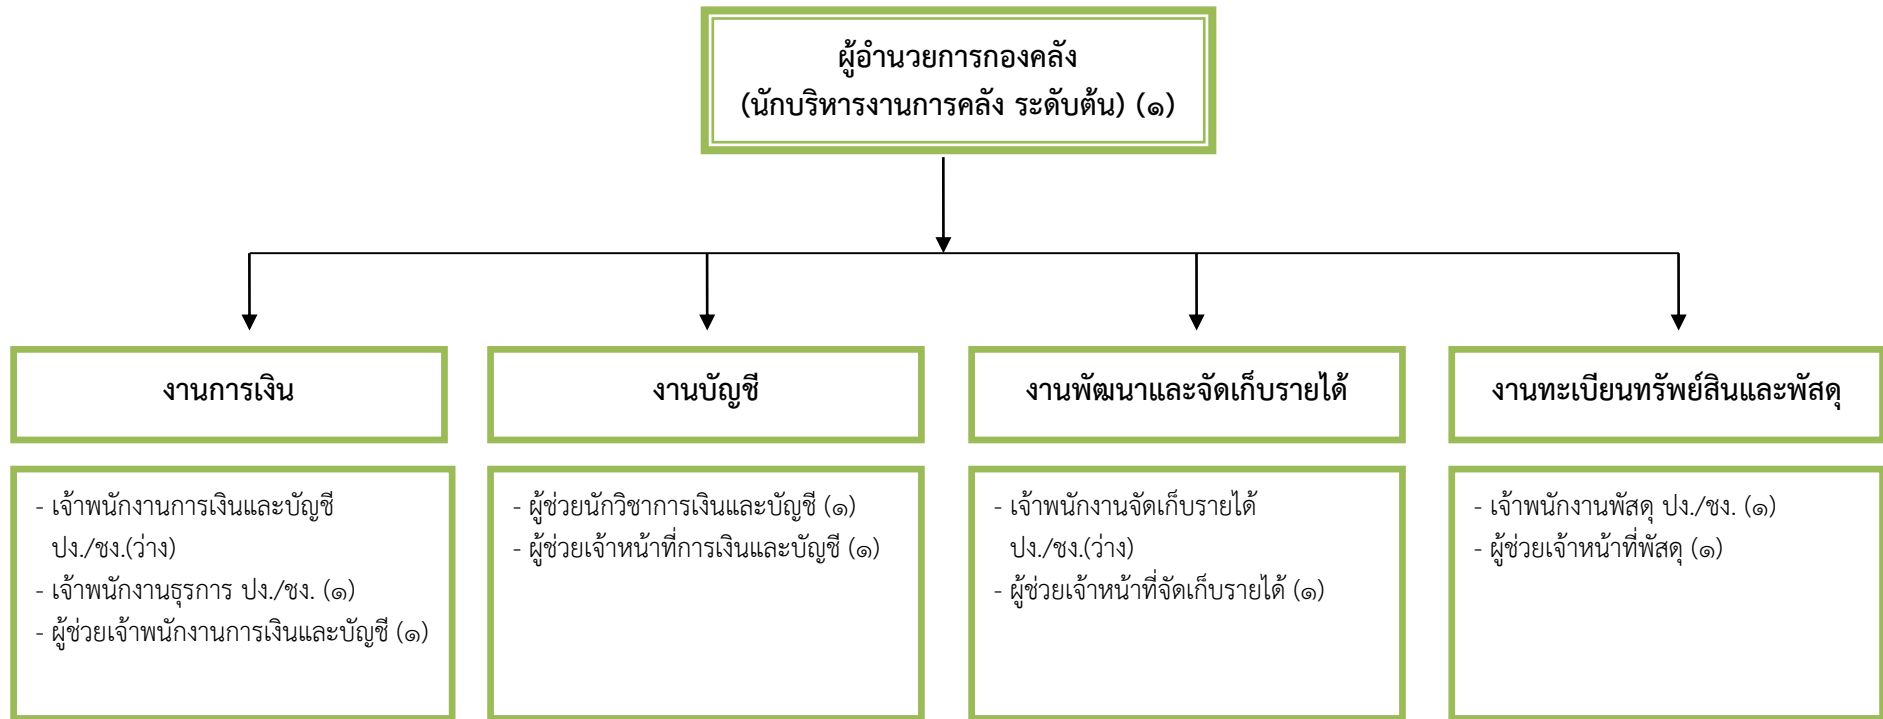 ผู้อำนวยการกองคลัง
(นักบริหารงานการคลัง ระดับต้น) (๑)
งานการเงิน
งานบัญชี
งานพัฒนาและจัดเก็บรายได้
งานทะเบียนทรัพย์สินและพัสดุ
- เจ้าพนักงานการเงินและบัญชี
ปง./ชง.(ว่าง)
- เจ้าพนักงานธุรการ ปง./ชง. (๑)
- ผู้ช่วยเจ้าพนักงานการเงินและบัญชี (๑)
- ผู้ช่วยนักวิชาการเงินและบัญชี (๑)
- ผู้ช่วยเจ้าหน้าที่การเงินและบัญชี (๑)
- เจ้าพนักงานจัดเก็บรายได้
ปง./ชง.(ว่าง)
- ผู้ช่วยเจ้าหน้าที่จัดเก็บรายได้ (๑)
- เจ้าพนักงานพัสดุ ปง./ชง. (๑)
- ผู้ช่วยเจ้าหน้าที่พัสดุ (๑)